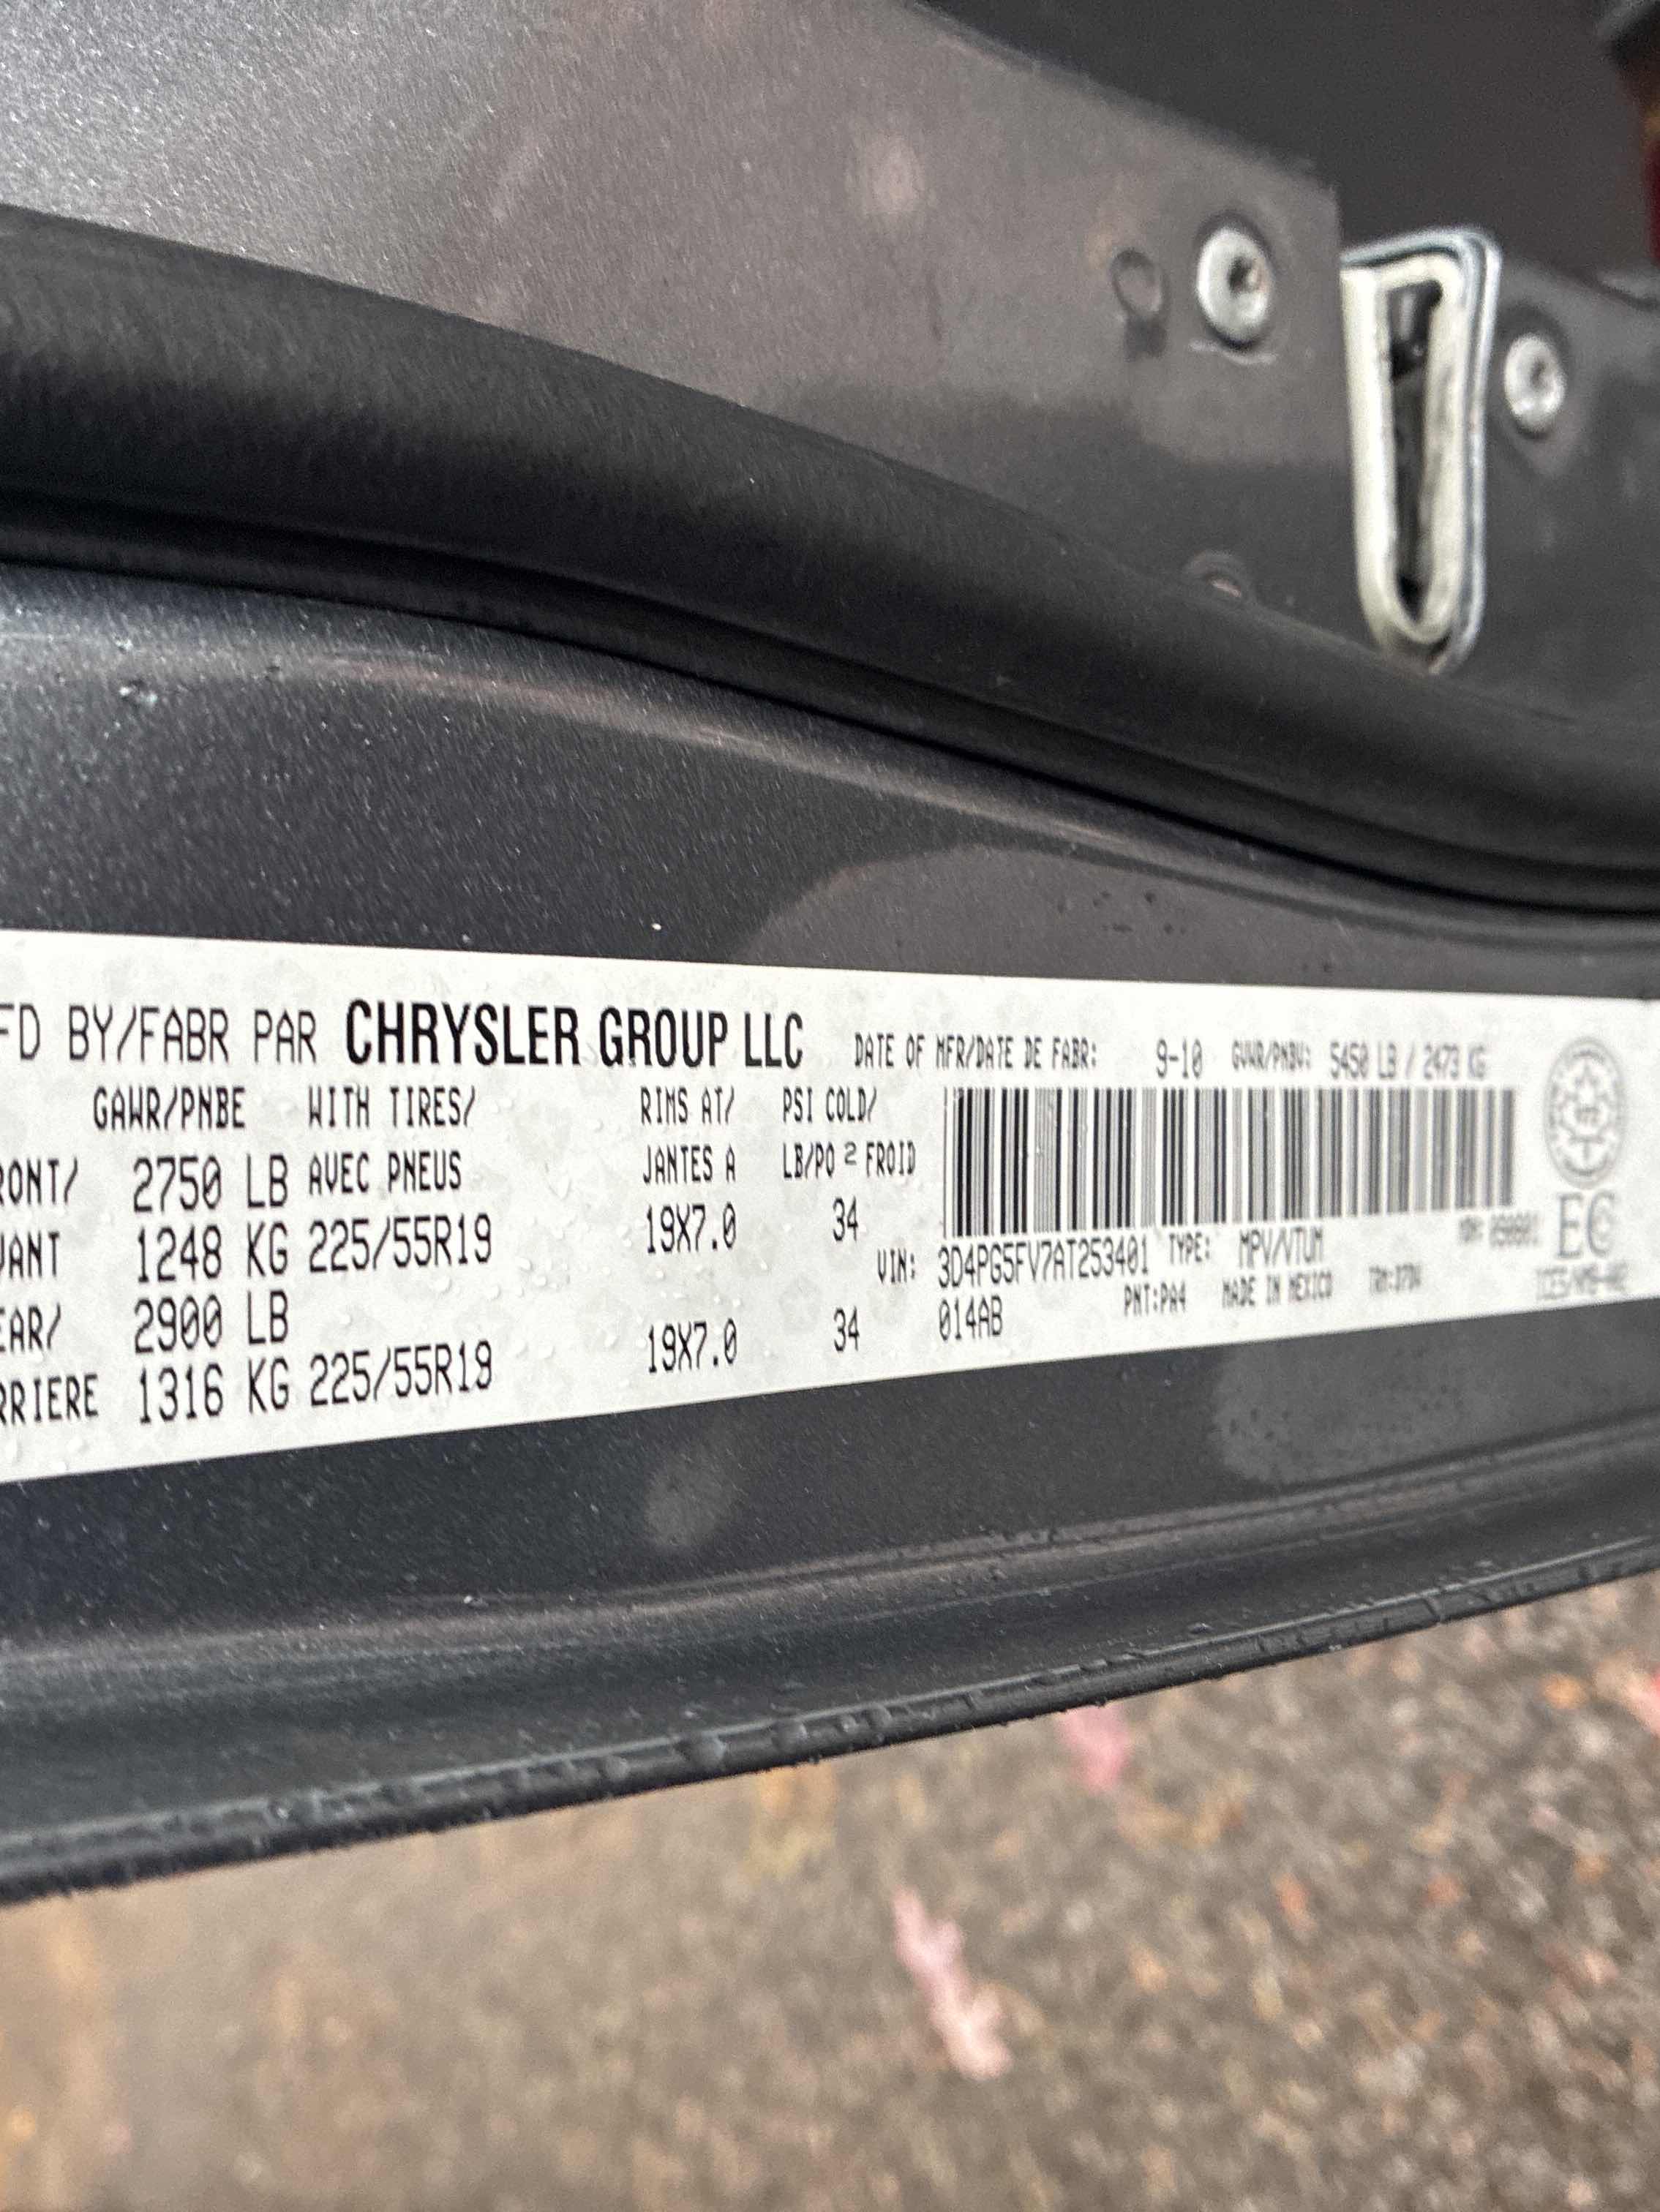 FD BY/FABR PAR CHRYSLER GROUP LLC DATE OF MFR/DATE DE FABR: 9-10 GVWR/PNBV: 5450 LB / 2473 KG
GAWR/PNBE WITH TIRES/ RIMS AT/ PSI COLD/
RONT/ 2750 LB AVEC PNEUS JANTES A LB/PO 2 FROID
VANT 1248 KG 225/55R19 19X7.0 34
VIN: 3D4PG5FV7AT253401 TYPE: MPV/VTUM
EAR/ 2900 LB 014AB PNT:PA4 MADE IN MEXICO
RRIERE 1316 KG 225/55R19 19X7.0 34
EC